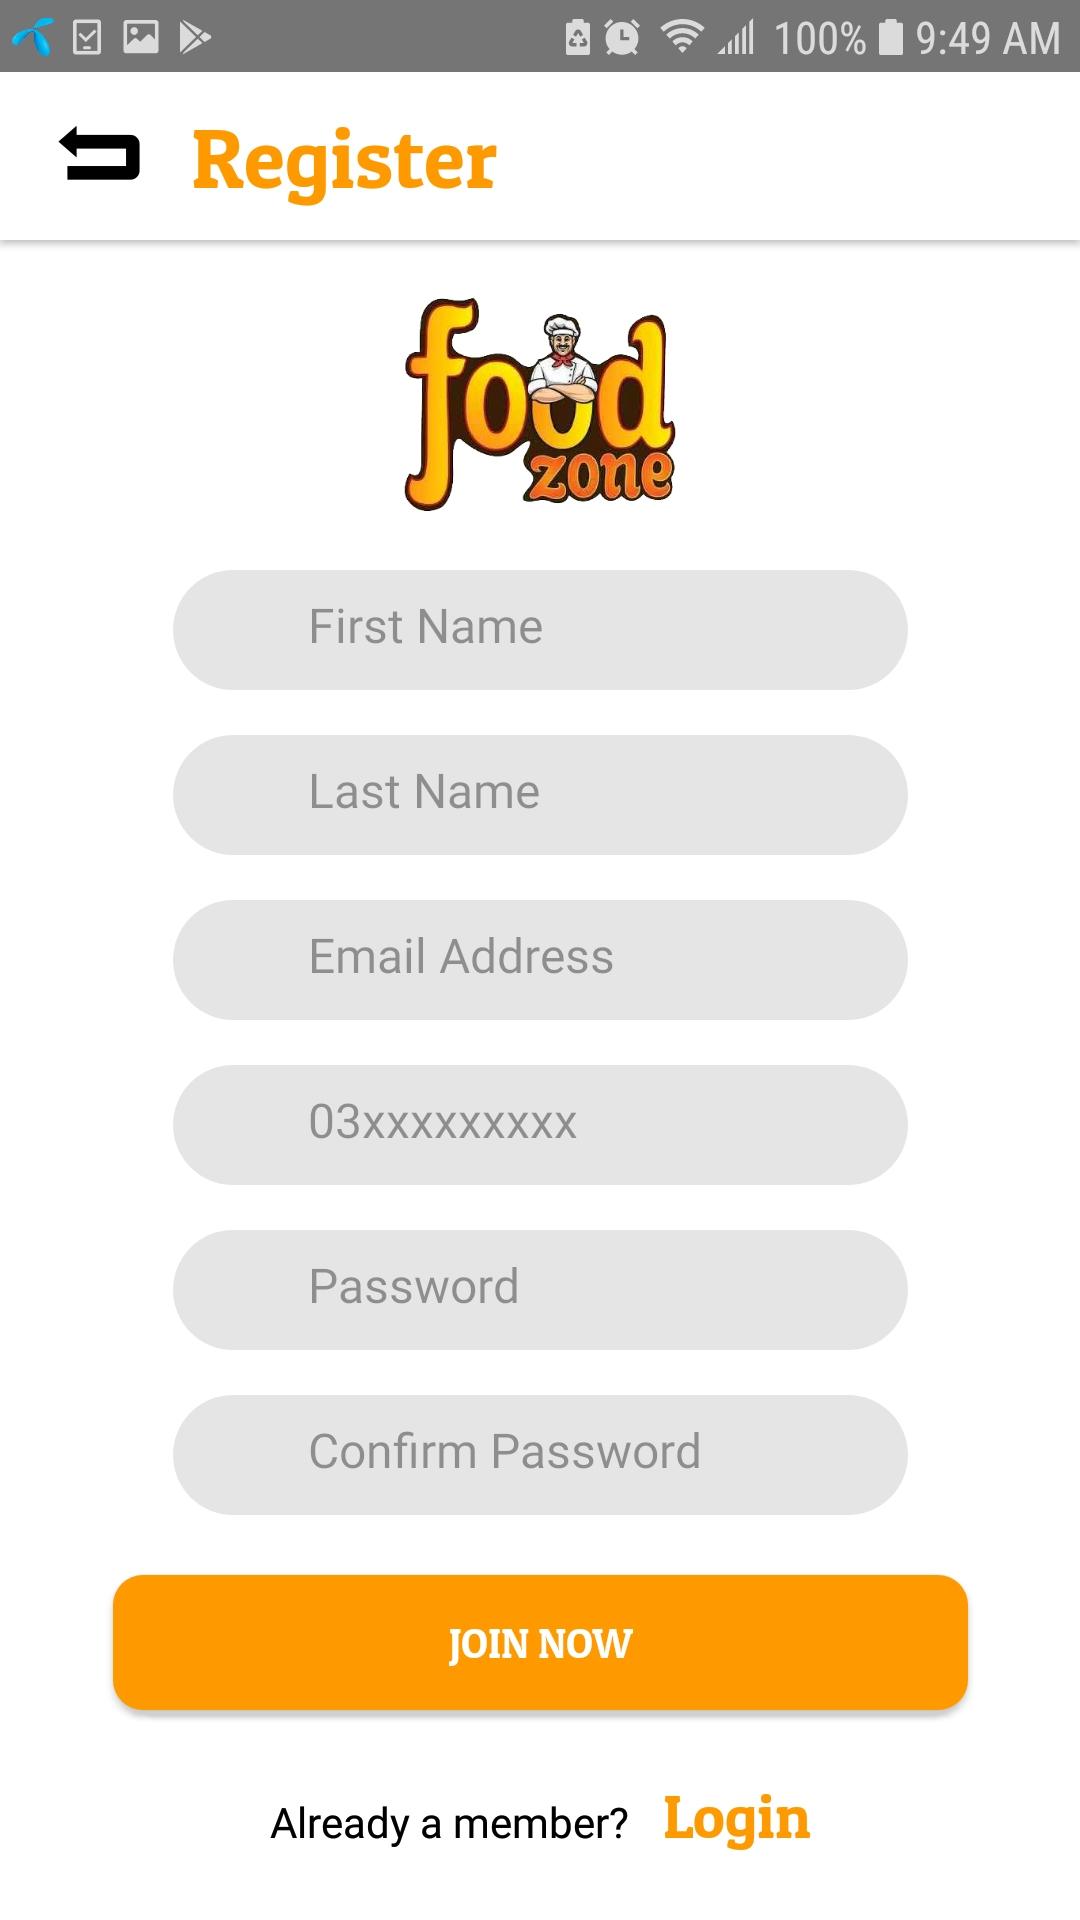 100% 9:49 AM
Register
food
zone
First Name
Last Name
Email Address
03xxxxxxxxx
Password
Confirm Password
JOIN NOW
Already a member? Login